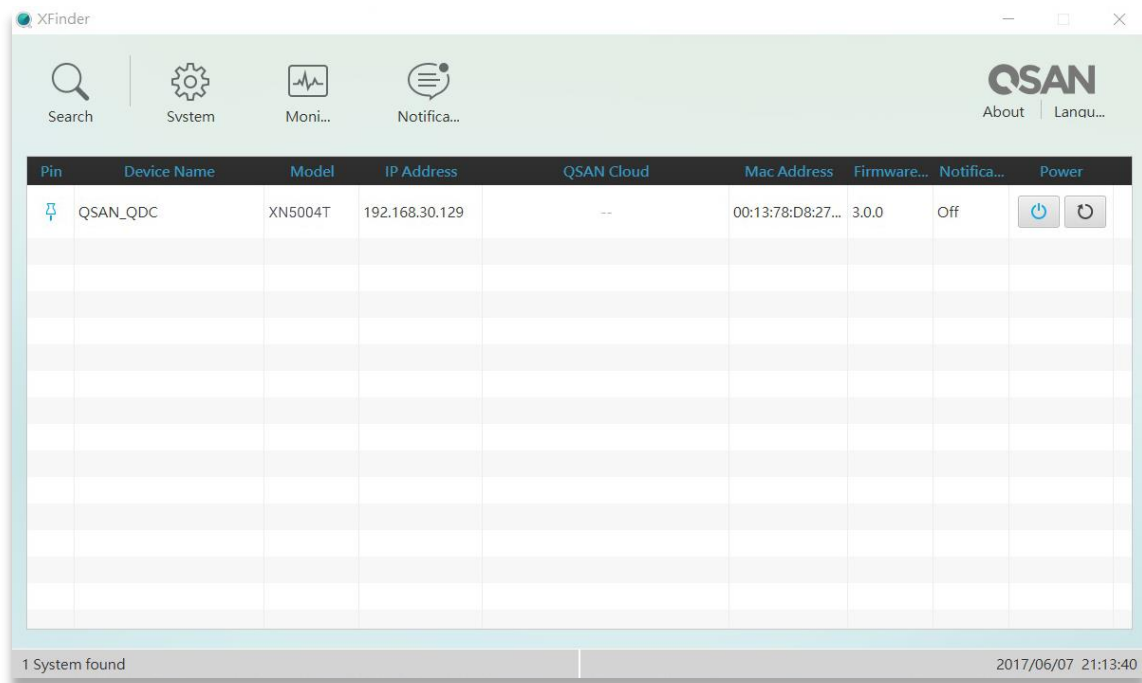 XFinder
QSAN
Search System Moni... Notifica... About Langu...
Pin Device Name Model IP Address QSAN Cloud Mac Address Firmware... Notifica... Power
QSAN_QDC XN5004T 192.168.30.129 -- 00:13:78:D8:27... 3.0.0 Off
1 System found 2017/06/07 21:13:40